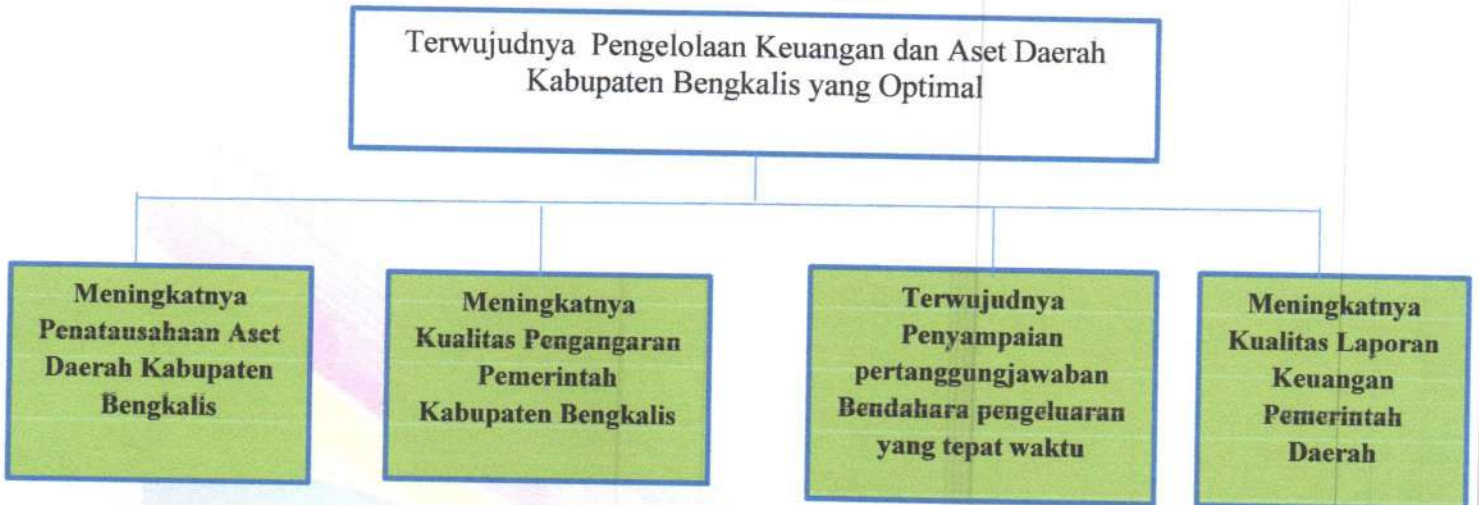 Terwujudnya Pengelolaan Keuangan dan Aset Daerah
Kabupaten Bengkalis yang Optimal
Meningkatnya
Penatausahaan Aset
Daerah Kabupaten
Bengkalis
Meningkatnya
Kualitas Pengangaran
Pemerintah
Kabupaten Bengkalis
Terwujudnya
Penyampaian
pertanggungjawaban
Bendahara pengeluaran
yang tepat waktu
Meningkatnya
Kualitas Laporan
Keuangan
Pemerintah
Daerah